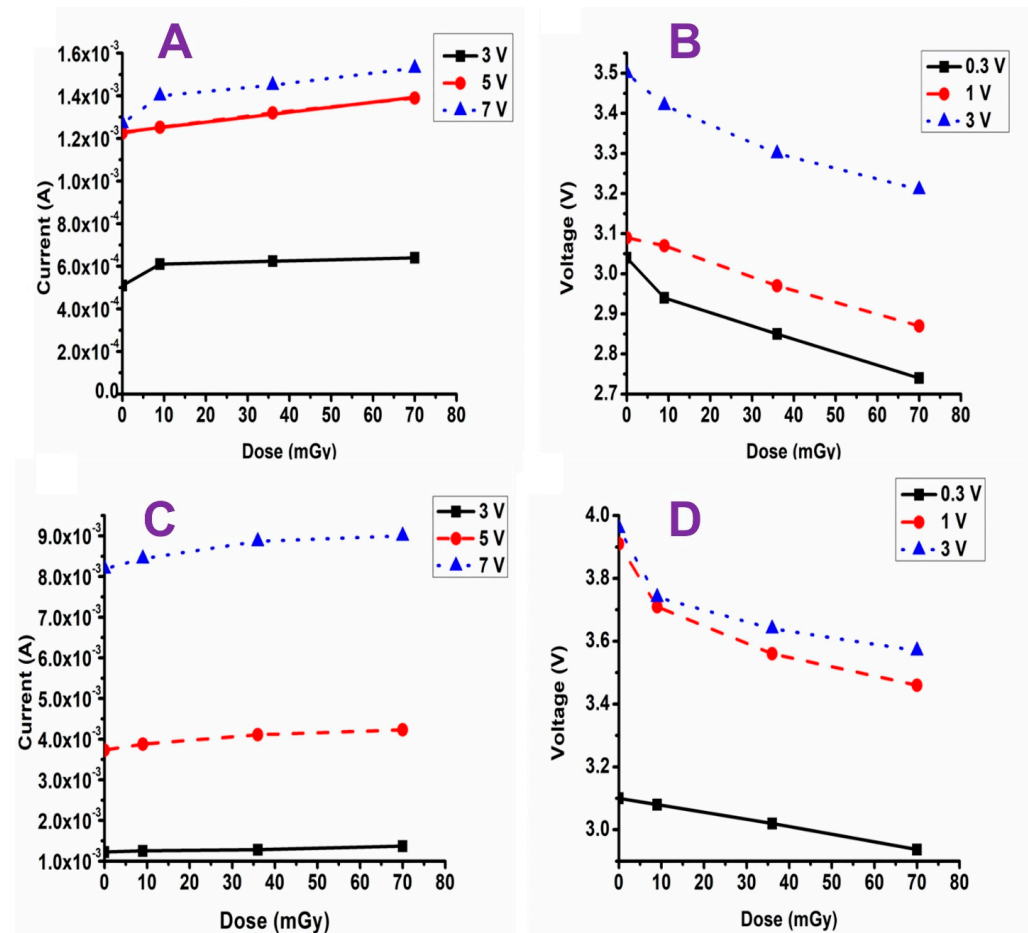 A
3 V
5 V
7 V
1.6x10⁻³
1.4x10⁻³
1.2x10⁻³
1.0x10⁻³
8.0x10⁻⁴
6.0x10⁻⁴
4.0x10⁻⁴
2.0x10⁻⁴
0.0
Current (A)
0 10 20 30 40 50 60 70 80
Dose (mGy)
B
0.3 V
1 V
3 V
3.5
3.4
3.3
3.2
3.1
3.0
2.9
2.8
2.7
Voltage (V)
0 10 20 30 40 50 60 70 80
Dose (mGy)
C
3 V
5 V
7 V
9.0x10⁻³
8.0x10⁻³
7.0x10⁻³
6.0x10⁻³
5.0x10⁻³
4.0x10⁻³
3.0x10⁻³
2.0x10⁻³
1.0x10⁻³
Current (A)
0 10 20 30 40 50 60 70 80
Dose (mGy)
D
0.3 V
1 V
3 V
4.0
3.8
3.6
3.4
3.2
3.0
Voltage (V)
0 10 20 30 40 50 60 70 80
Dose (mGy)